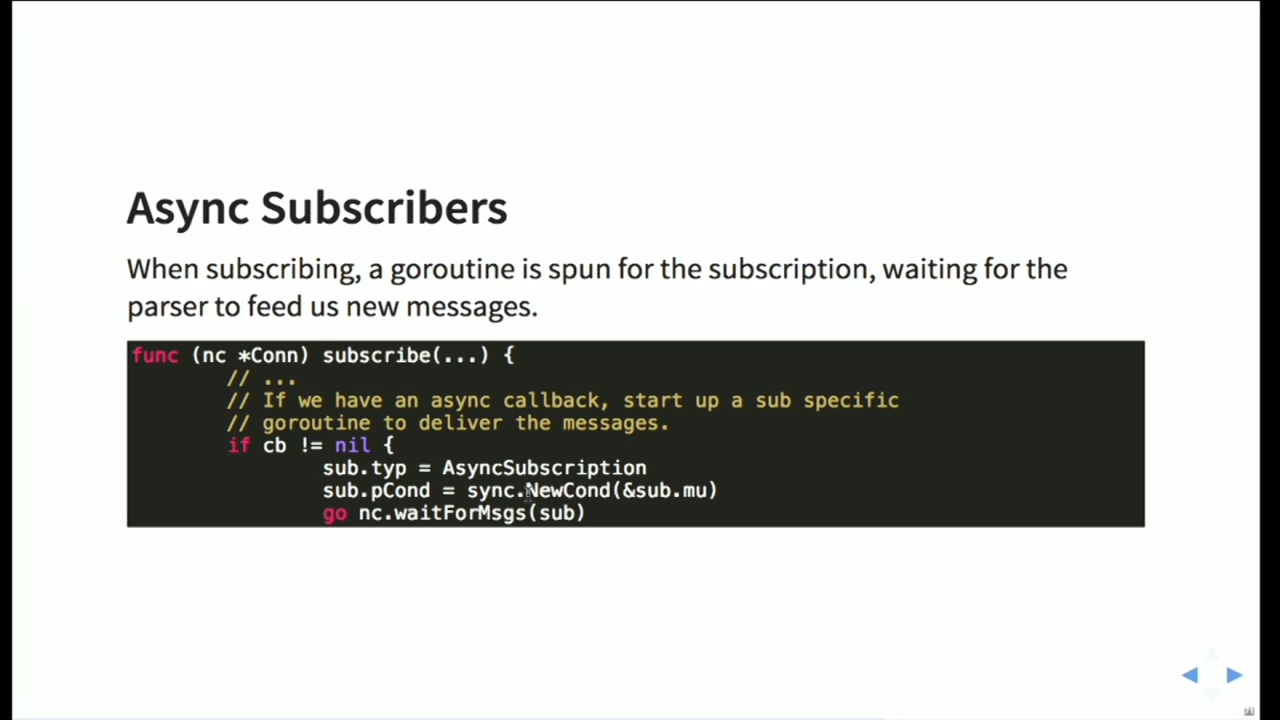 Async Subscribers
When subscribing, a goroutine is spun for the subscription, waiting for the
parser to feed us new messages.
func (nc *Conn) subscribe(...) {
// ...
// If we have an async callback, start up a sub specific
// goroutine to deliver the messages.
if cb != nil {
sub.typ = AsyncSubscription
sub.pCond = sync.NewCond(&sub.mu)
go nc.waitForMsgs(sub)